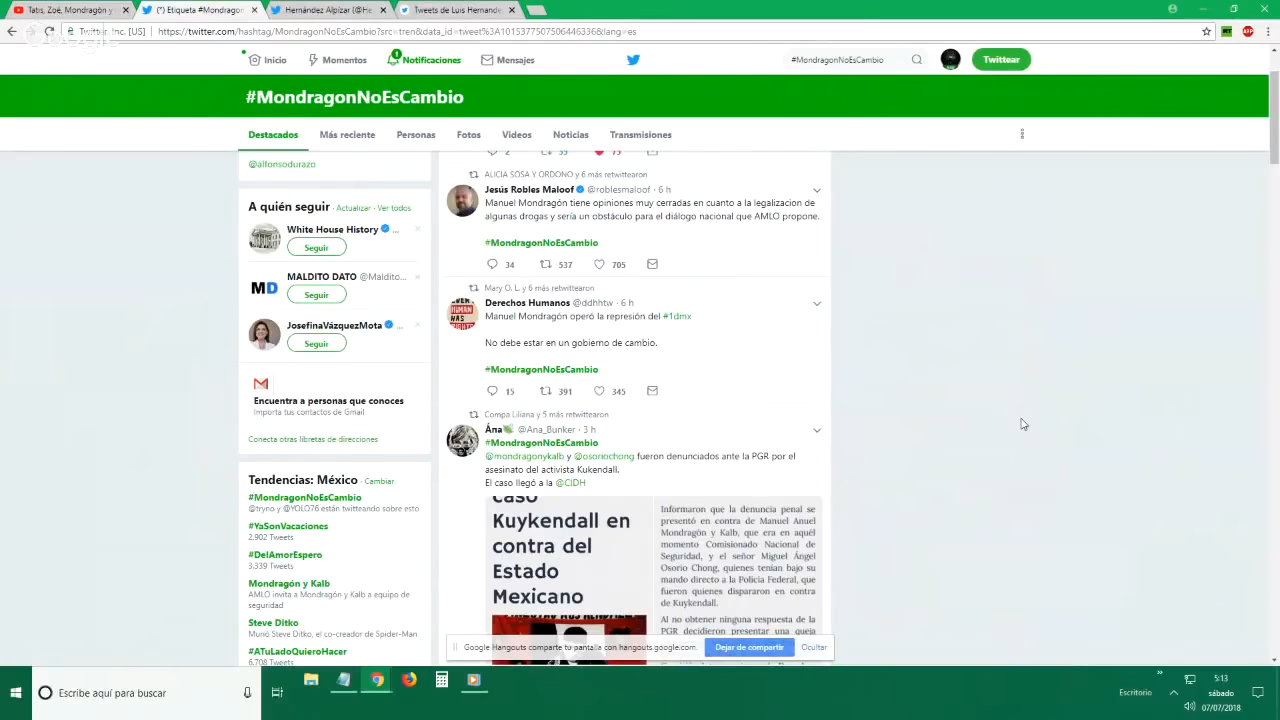 Tats, Zoé, Mondragón y Ka
(*) Etiqueta #Mondragon
Mondénez Alpízar (@He
Tweets de Luis Hernande
Twitter, Inc. [US]
https://twitter.com/hashtag/MondragonNoEsCambio?src=tren&data_id=tweet%3A1015377507506446336&lang=es
Inicio
Momentos
1
Notificaciones
Mensajes
#MondragonNoEsCambio
Twittear
#MondragonNoEsCambio
Destacados
Más reciente
Personas
Fotos
Videos
Noticias
Transmisiones
@alfonsodurazo
A quién seguir · Actualizar · Ver todos
White House History ...
Seguir
MALDITO DATO @Maldito...
MD
Seguir
JosefinaVázquezMota ...
Seguir
Encuentra a personas que conoces
Importa tus contactos de Gmail
Conecta otras libretas de direcciones
Tendencias: México · Cambiar
#MondragonNoEsCambio
@tryno y @YOLO76 están twitteando sobre esto
#YaSonVacaciones
2.902 Tweets
#DelAmorEspero
3.339 Tweets
Mondragón y Kalb
AMLO invita a Mondragón y Kalb a equipo de
seguridad
Steve Ditko
Murió Steve Ditko, el co-creador de Spider-Man
#ATuLadoQuieroHacer
6.708 Tweets
2 55 75
ALICIA SOSA Y ORDOÑO y 6 más retwittearon
Jesús Robles Maloof @roblesmaloof · 6 h
Manuel Mondragón tiene opiniones muy cerradas en cuanto a la legalizacion de
algunas drogas y sería un obstáculo para el diálogo nacional que AMLO propone.
#MondragonNoEsCambio
34 537 705
Mary O. L. y 6 más retwittearon
Derechos Humanos @ddhhtw · 6 h
Manuel Mondragón operó la represión del #1dmx
No debe estar en un gobierno de cambio.
#MondragonNoEsCambio
15 391 345
Compa Liliana y 5 más retwittearon
Ána @Ana_Bunker · 3 h
#MondragonNoEsCambio
@mondragonykalb y @osoriochong fueron denunciados ante la PGR por el
asesinato del activista Kukendall.
El caso llegó a la @CIDH
caso
Kuykendall en
contra del
Estado
Mexicano
Informaron que la denuncia penal se
presentó en contra de Manuel Anuel
Mondragón y Kalb, que era en aquél
momento Comisionado Nacional de
Seguridad, y el señor Miguel Ángel
Osorio Chong, quienes tenían bajo su
mando directo a la Policía Federal, que
fueron quienes dispararon en contra
de Kuykendall.
Al no obtener ninguna respuesta de la
PGR decidieron presentar una queja
Google Hangouts comparte tu pantalla con hangouts.google.com.
Dejar de compartir
Ocultar
Escribe aquí para buscar
Escritorio
5:13
sábado
07/07/2018